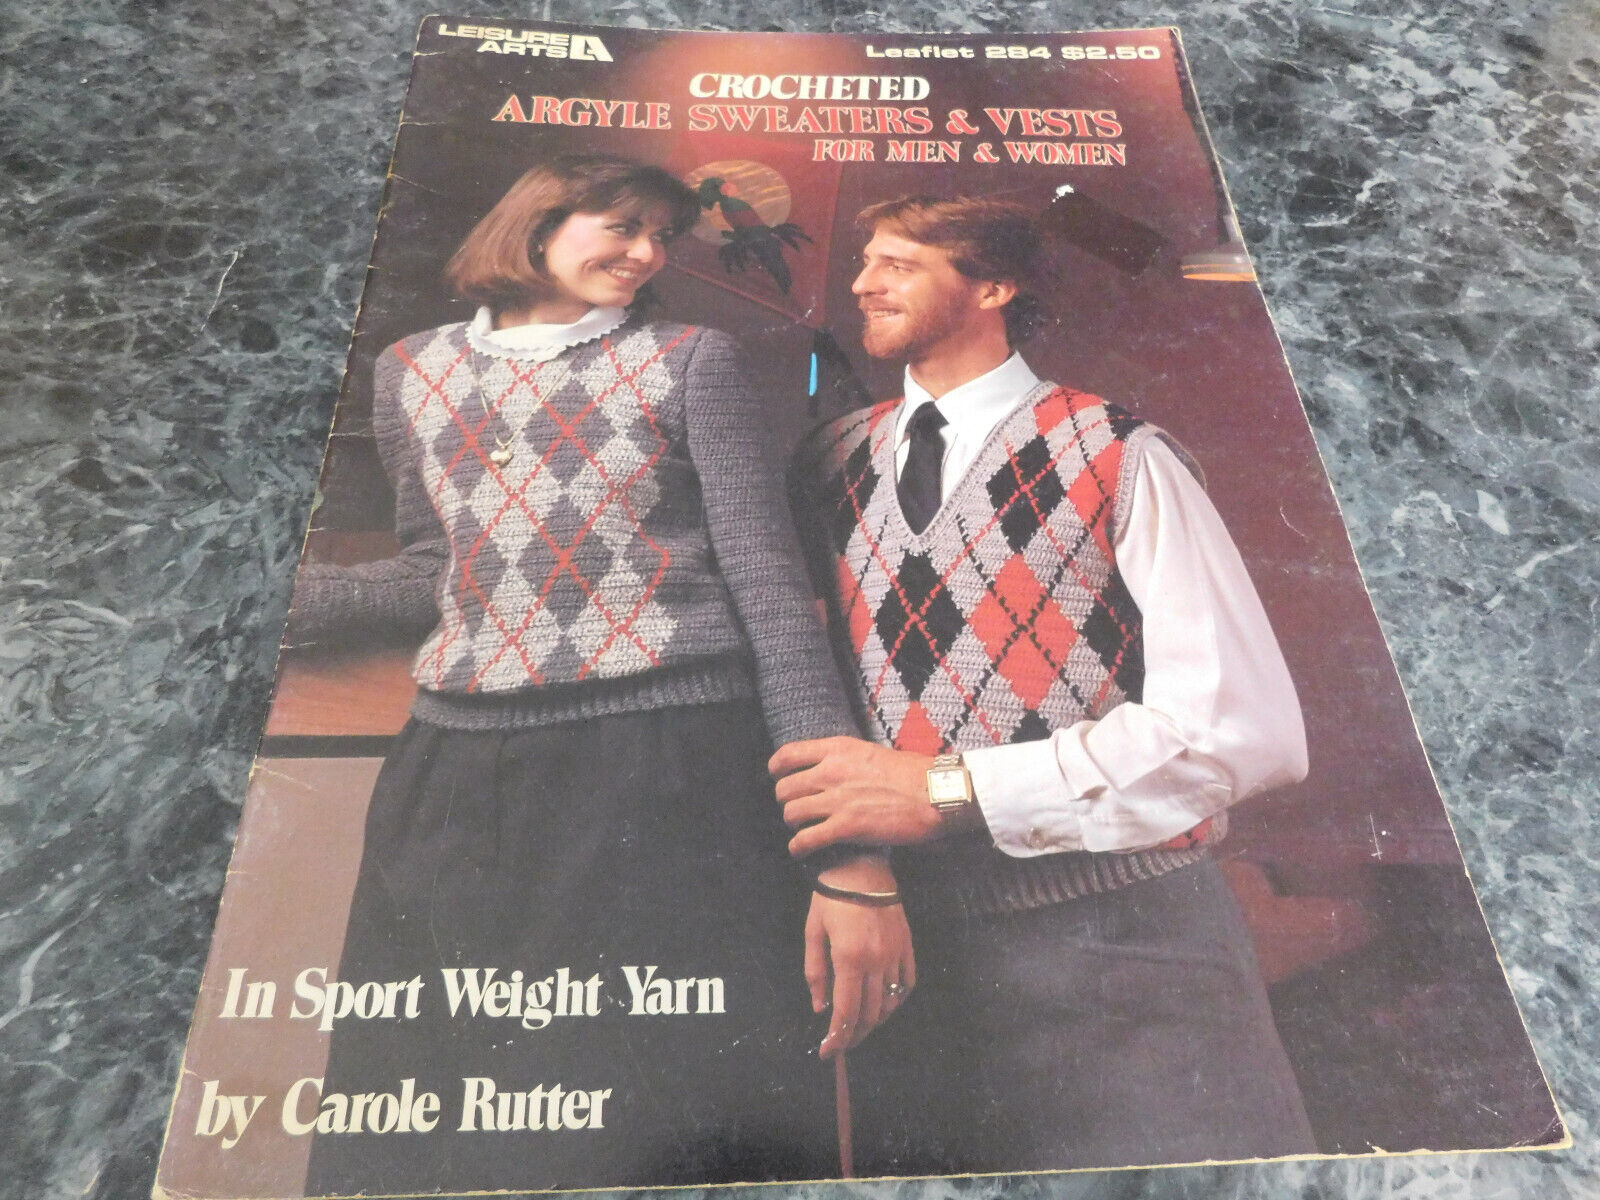 LEISURE
ARTS LA
Leaflet 284 $2.50
CROCHETED
ARGYLE SWEATERS & VESTS
FOR MEN & WOMEN
In Sport Weight Yarn
by Carole Rutter